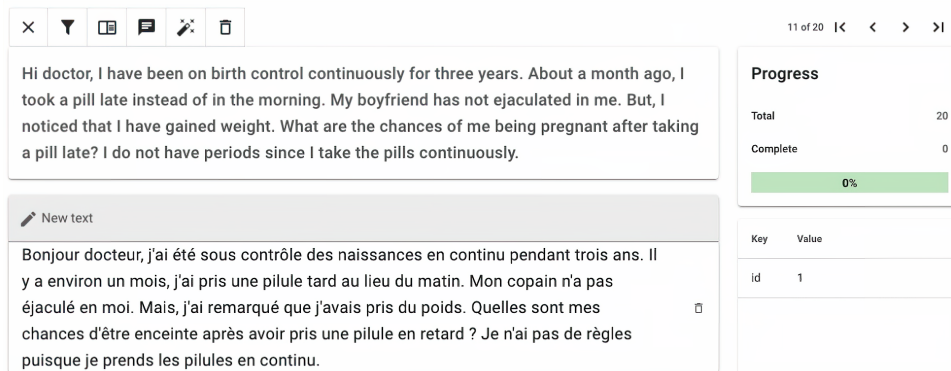 11 of 20
Hi doctor, I have been on birth control continuously for three years. About a month ago, I
took a pill late instead of in the morning. My boyfriend has not ejaculated in me. But, I
noticed that I have gained weight. What are the chances of me being pregnant after taking
a pill late? I do not have periods since I take the pills continuously.
New text
Bonjour docteur, j'ai été sous contrôle des naissances en continu pendant trois ans. Il
y a environ un mois, j'ai pris une pilule tard au lieu du matin. Mon copain n'a pas
éjaculé en moi. Mais, j'ai remarqué que j'avais pris du poids. Quelles sont mes
chances d'être enceinte après avoir pris une pilule en retard ? Je n'ai pas de règles
puisque je prends les pilules en continu.
Progress
Total 20
Complete 0
0%
Key Value
id 1